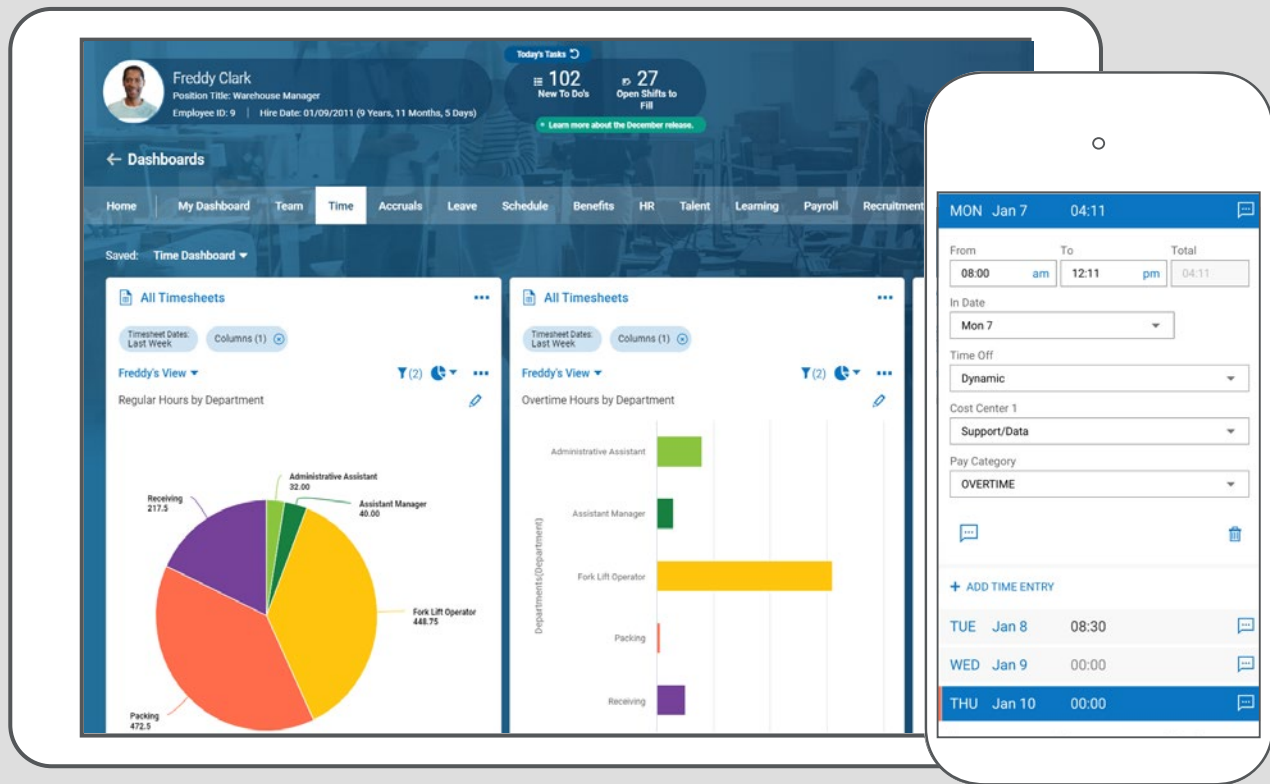 Today's Tasks
Freddy Clark
Position Title: Warehouse Manager
Employee ID: 9 | Hire Date: 01/09/2011 (9 Years, 11 Months, 5 Days)
102
New To Do's
27
Open Shifts to
Fill
Learn more about the December release.
Dashboards
Home My Dashboard Team Time Accruals Leave Schedule Benefits HR Talent Learning Payroll Recruitment
Saved: Time Dashboard
All Timesheets
Timesheet Dates:
Last Week
Columns (1)
Freddy's View
(2)
Regular Hours by Department
Administrative Assistant
32.00
Assistant Manager
40.00
Receiving
217.5
Fork Lift Operator
448.75
Packing
472.5
All Timesheets
Timesheet Dates:
Last Week
Columns (1)
Freddy's View
(2)
Overtime Hours by Department
Departments(Department)
Administrative Assistant
Assistant Manager
Fork Lift Operator
Packing
Receiving
MON Jan 7 04:11
From To Total
08:00 am 12:11 pm 04:11
In Date
Mon 7
Time Off
Dynamic
Cost Center 1
Support/Data
Pay Category
OVERTIME
+ ADD TIME ENTRY
TUE Jan 8 08:30
WED Jan 9 00:00
THU Jan 10 00:00